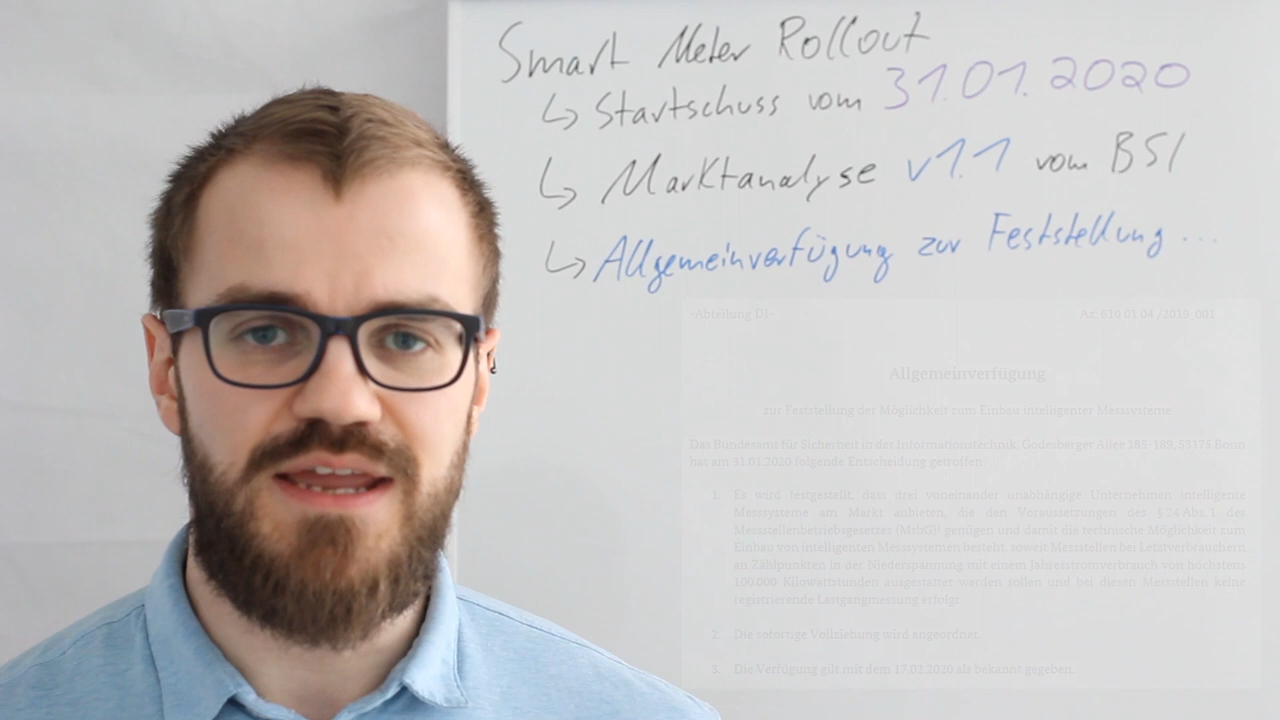 Smart Meter Rollout
↳ Startschuss vom 31.01.2020
↳ Marktanalyse v1.1 vom BSI
↳ Allgemeinverfügung zur Feststellung...
-Abteilung D1- Az: 610 01 04 /2019_001
Allgemeinverfügung
zur Feststellung der Möglichkeit zum Einbau intelligenter Messsysteme
Das Bundesamt für Sicherheit in der Informationstechnik, Godesberger Allee 185-189, 53175 Bonn
hat am 31.01.2020 folgende Entscheidung getroffen:
1. Es wird festgestellt, dass drei voneinander unabhängige Unternehmen intelligente
Messsysteme am Markt anbieten, die den Voraussetzungen des § 24 Abs. 1 des
Messstellenbetriebsgesetzes (MsbG)¹ genügen und damit die technische Möglichkeit zum
Einbau von intelligenten Messsystemen besteht, soweit Messstellen bei Letztverbrauchern
an Zählpunkten in der Niederspannung mit einem Jahresstromverbrauch von höchstens
100.000 Kilowattstunden ausgestattet werden sollen und bei diesen Messstellen keine
registrierende Lastgangmessung erfolgt.
2. Die sofortige Vollziehung wird angeordnet.
3. Die Verfügung gilt mit dem 17.02.2020 als bekannt gegeben.